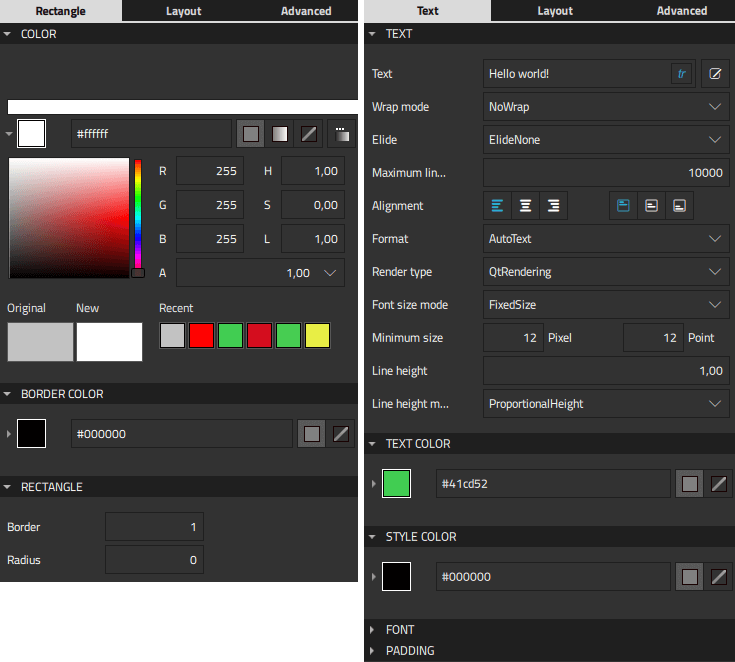 Rectangle Layout Advanced
COLOR
#ffffff
R 255 H 1,00
G 255 S 0,00
B 255 L 1,00
A 1,00
Original New Recent
BORDER COLOR
#000000
RECTANGLE
Border 1
Radius 0
Text Layout Advanced
TEXT
Text Hello world! tr
Wrap mode NoWrap
Elide ElideNone
Maximum lin... 10000
Alignment
Format AutoText
Render type QtRendering
Font size mode FixedSize
Minimum size 12 Pixel 12 Point
Line height 1,00
Line height m... ProportionalHeight
TEXT COLOR
#41cd52
STYLE COLOR
#000000
FONT
PADDING